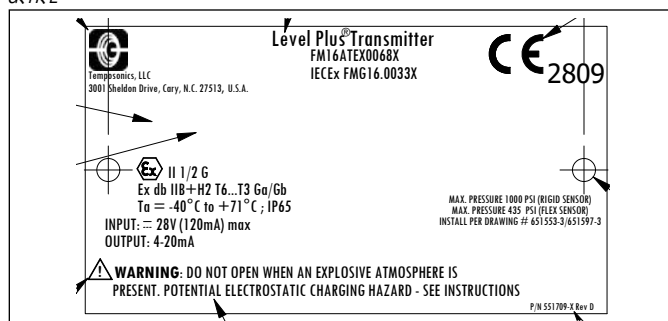 Level Plus® Transmitter
FM16ATEX0068X
IECEx FMG16.0033X
CE 2809
Temposonics, LLC
3001 Sheldon Drive, Cary, N.C. 27513, U.S.A.
Ex II 1/2 G
Ex db IIB+H2 T6...T3 Ga/Gb
Ta = -40°C to +71°C ; IP65
INPUT: ⎓ 28V (120mA) max
OUTPUT: 4-20mA
MAX. PRESSURE 1000 PSI (RIGID SENSOR)
MAX. PRESSURE 435 PSI (FLEX SENSOR)
INSTALL PER DRAWING # 651553-3/651597-3
WARNING: DO NOT OPEN WHEN AN EXPLOSIVE ATMOSPHERE IS
PRESENT. POTENTIAL ELECTROSTATIC CHARGING HAZARD - SEE INSTRUCTIONS
P/N 551709-X Rev D